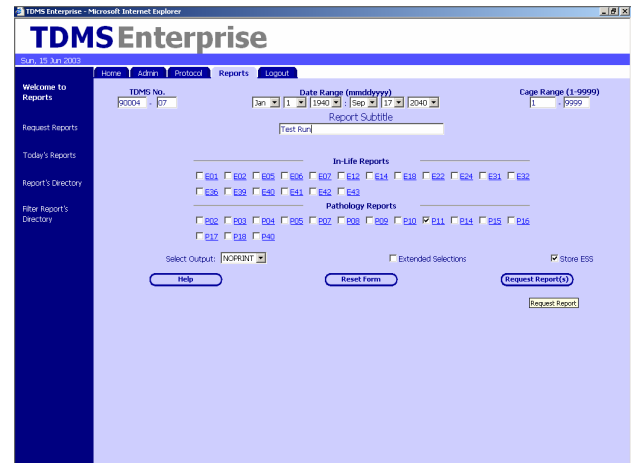 TDMS Enterprise - Microsoft Internet Explorer
TDMS Enterprise
Sun, 15 Jun 2003
Home Admin Protocol Reports Logout
Welcome to Reports
Request Reports
Today's Reports
Report's Directory
Filter Report's Directory
TDMS No. Date Range (mmddyyyy) Cage Range (1-9999)
90004 - 07 Jan 1 1940 : Sep 17 2040 1 - 9999
Report Subtitle
Test Run
In-Life Reports
E01 E02 E05 E06 E07 E12 E14 E18 E22 E24 E31 E32
E36 E39 E40 E41 E42 E43
Pathology Reports
P02 P03 P04 P05 P07 P08 P09 P10 P11 P14 P15 P16
P17 P18 P40
Select Output: NOPRINT Extended Selections Store ESS
Help Reset Form Request Report(s)
Request Report